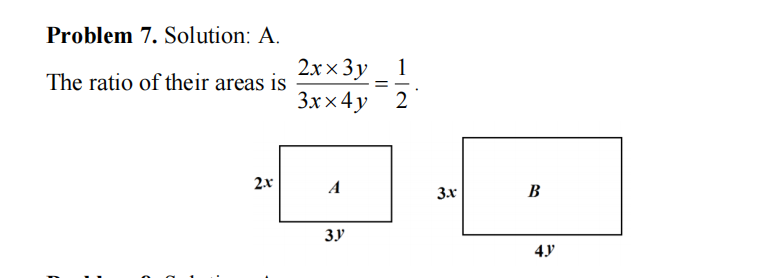 Problem 7. Solution: A.
The ratio of their areas is \frac{2x \times 3y}{3x \times 4y} = \frac{1}{2}.
2x A 3x B
3y
4y